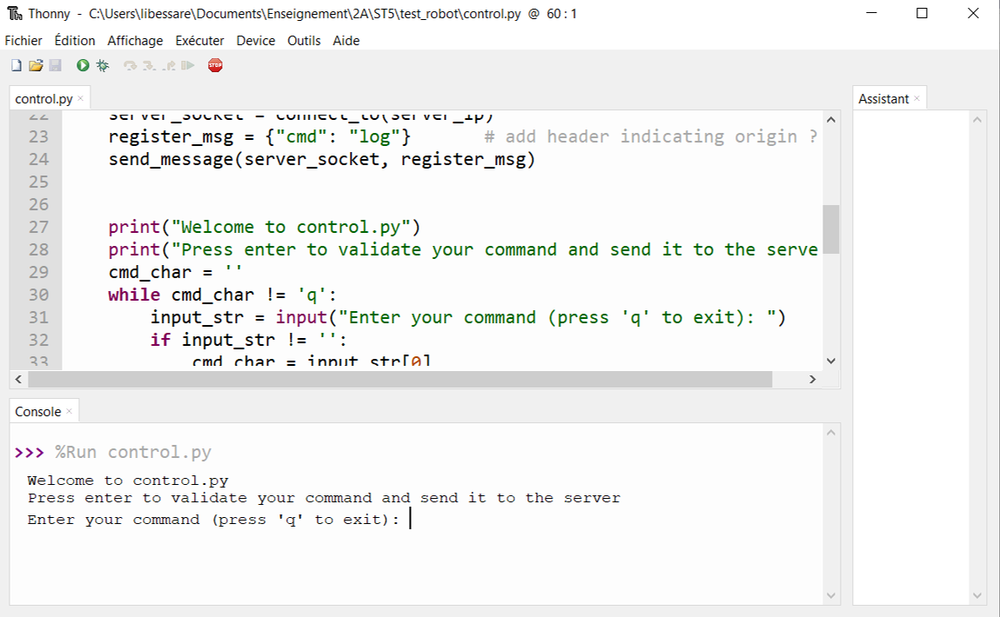 Thonny - C:\Users\libessare\Documents\Enseignement\2A\ST5\test_robot\control.py @ 60 : 1
Fichier Édition Affichage Exécuter Device Outils Aide
STOP
control.py ×
Assistant ×
22 server_socket = connect_to(server_ip)
23 register_msg = {"cmd": "log"} # add header indicating origin ?
24 send_message(server_socket, register_msg)
25
26
27 print("Welcome to control.py")
28 print("Press enter to validate your command and send it to the serve
29 cmd_char = ''
30 while cmd_char != 'q':
31 input_str = input("Enter your command (press 'q' to exit): ")
32 if input_str != '':
33 cmd_char = input_str[0]
Console ×
>>> %Run control.py
Welcome to control.py
Press enter to validate your command and send it to the server
Enter your command (press 'q' to exit):